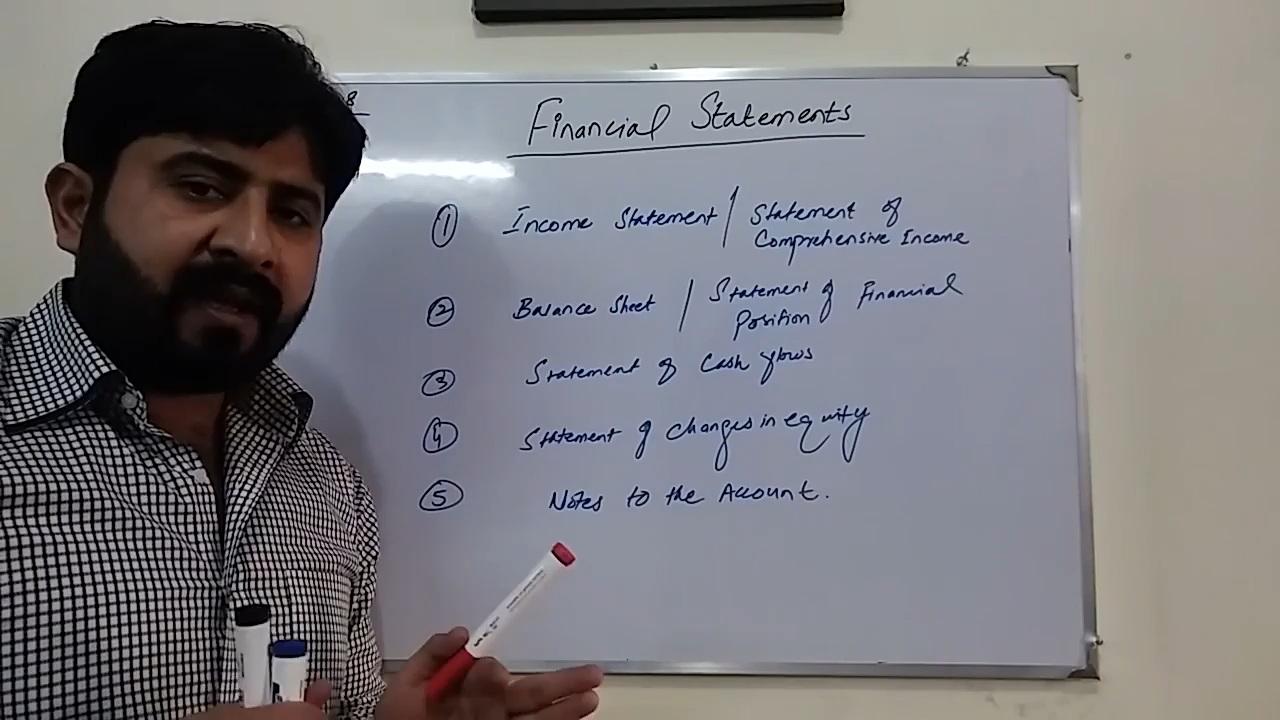 8
Financial Statements
① Income Statement / Statement of
Comprehensive Income
② Balance Sheet / Statement of Financial
Position
③ Statement of Cash flows
④ Statement of changes in equity
⑤ Notes to the Account.